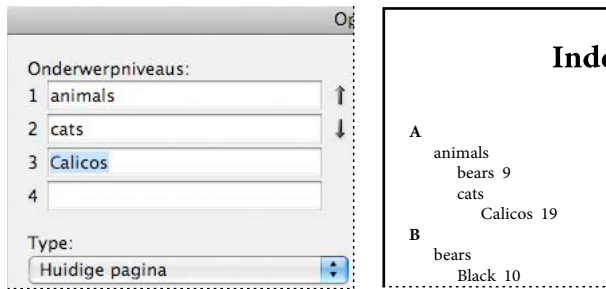 Onderwerpniveaus:
1 animals
2 cats
3 Calicos
4
Type:
Huidige pagina
A
animals
bears 9
cats
Calicos 19
B
bears
Black 10